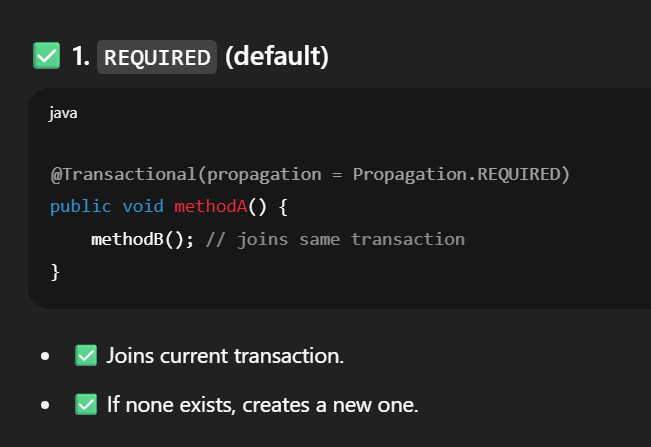 ✅ 1. REQUIRED (default)
java
@Transactional(propagation = Propagation.REQUIRED)
public void methodA() {
    methodB(); // joins same transaction
}
• ✅ Joins current transaction.
• ✅ If none exists, creates a new one.